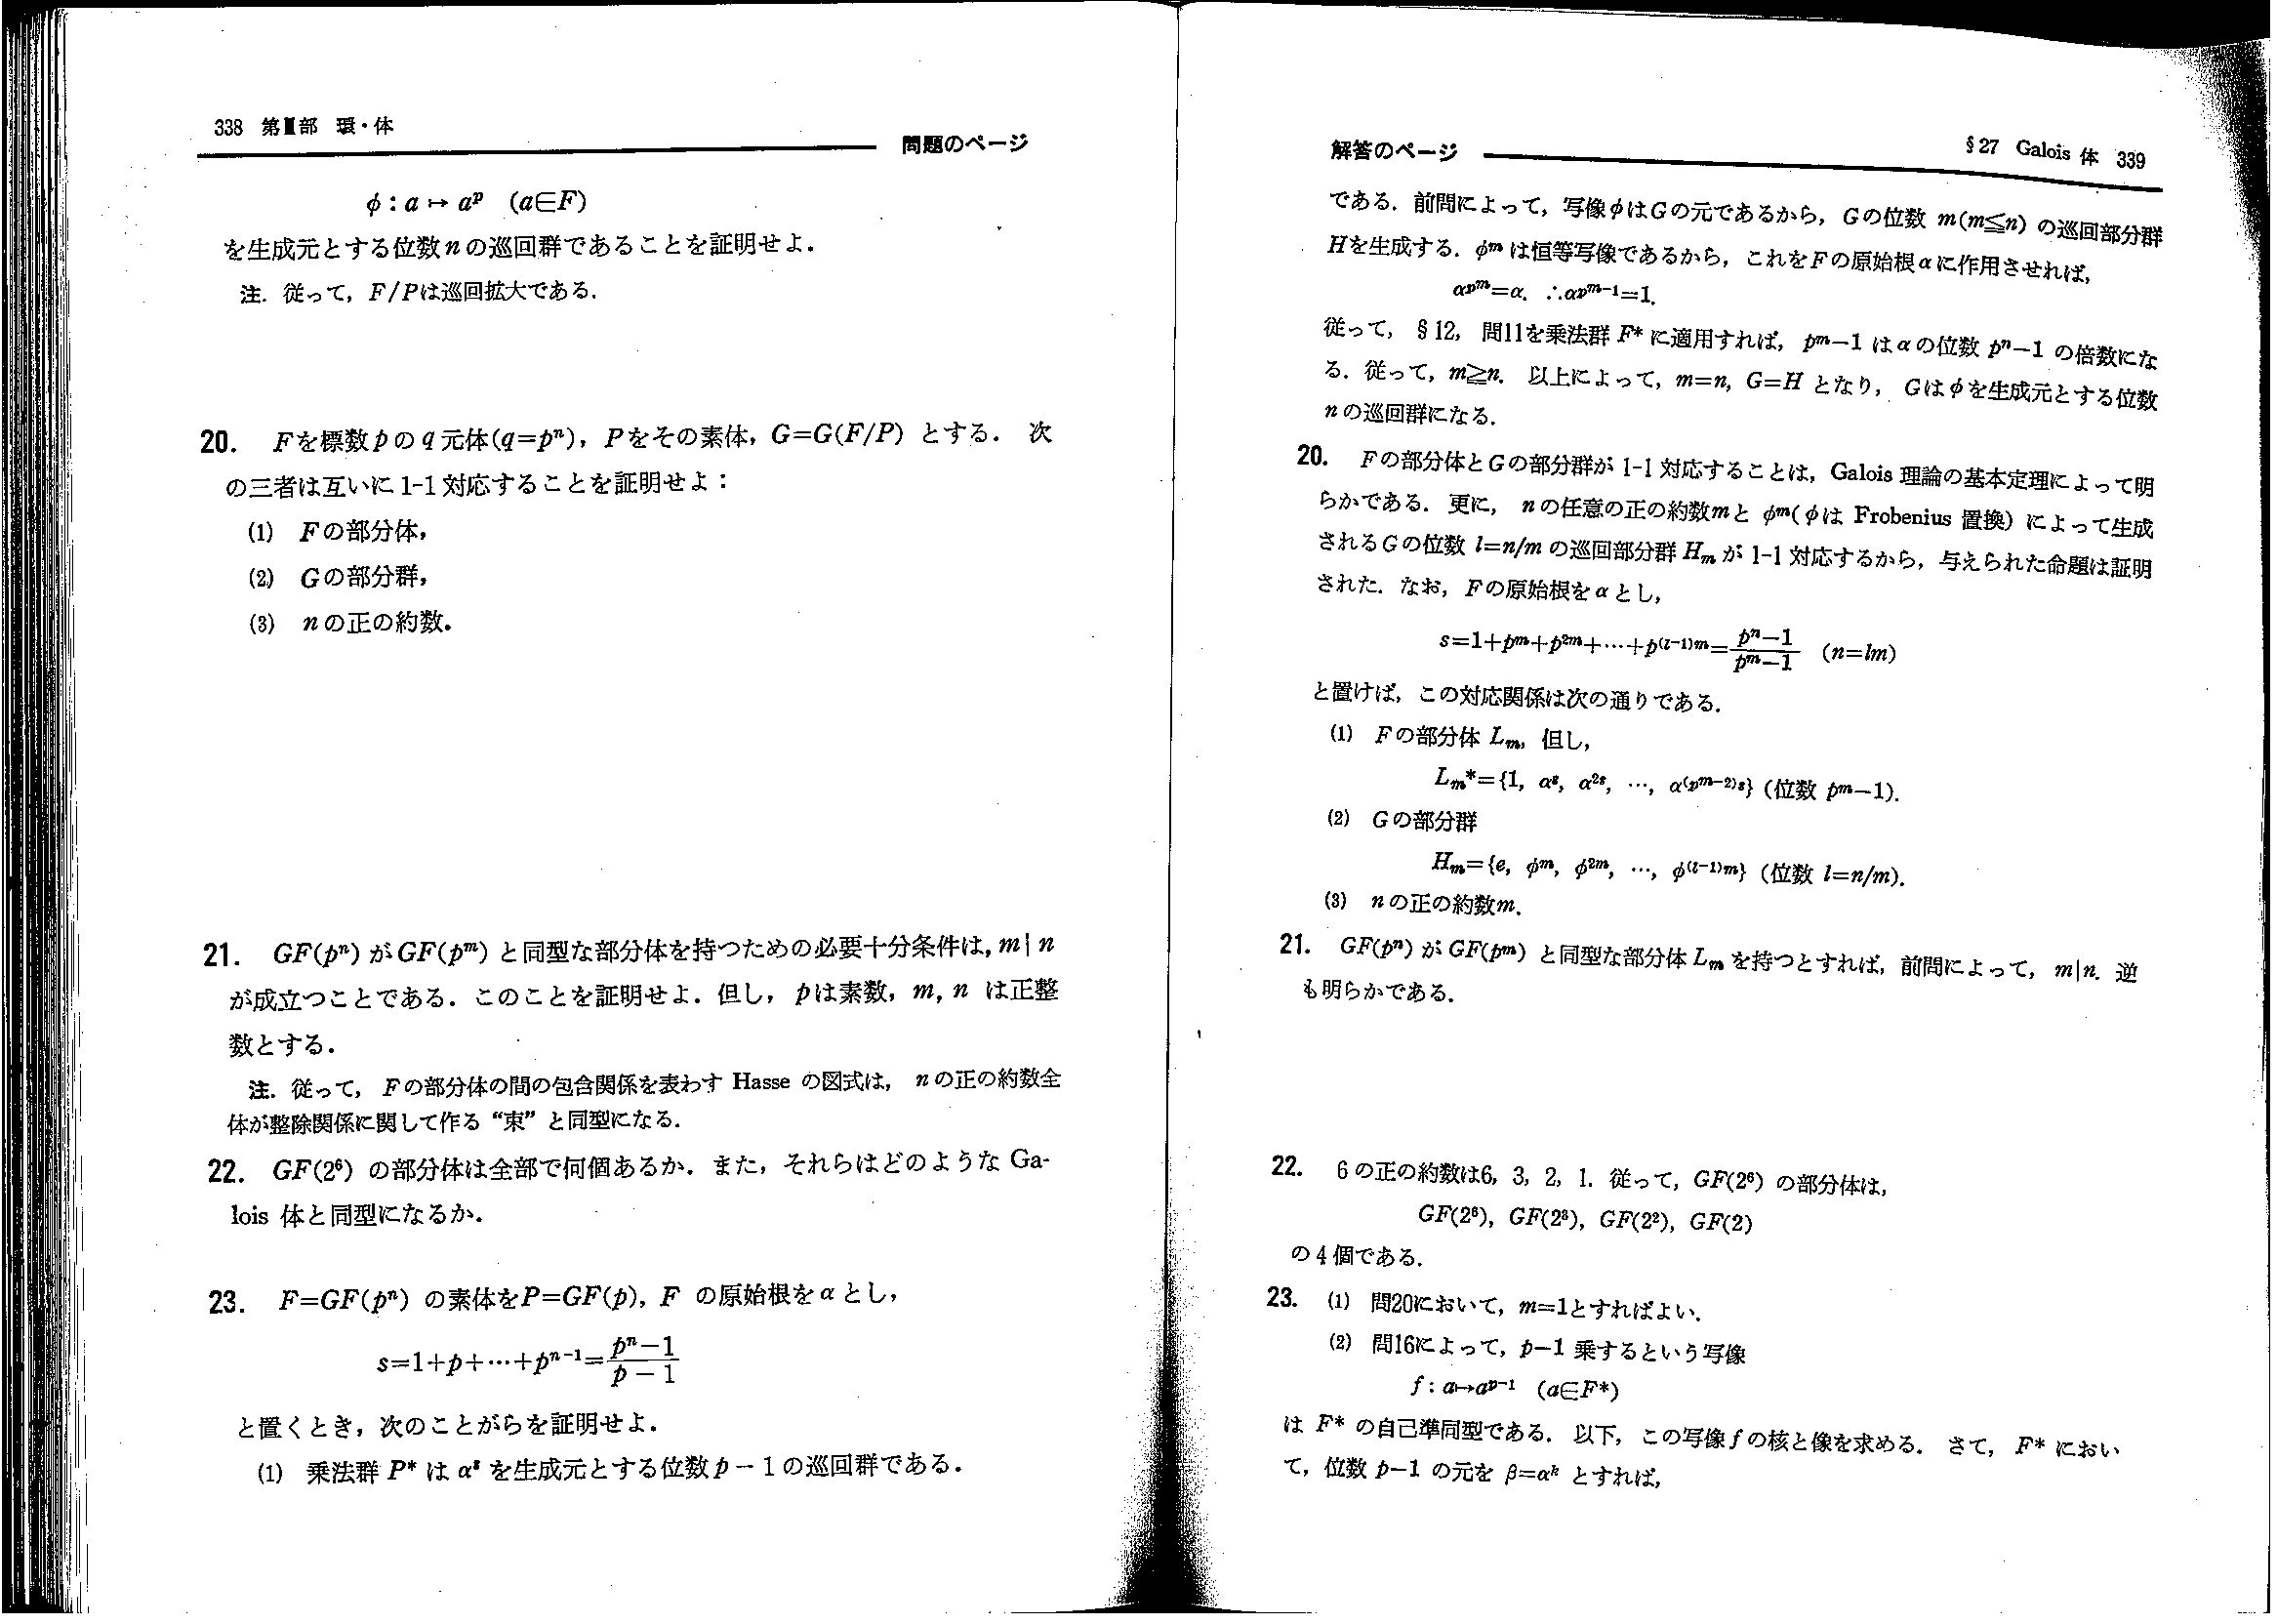 338 第Ⅲ部 環・体
問題のページ
φ : a ↦ a^p (a∈F)
を生成元とする位数 n の巡回群であることを証明せよ．
注．従って，F/Pは巡回拡大である．
20. Fを標数pの q 元体(q=p^n)，Pをその素体，G=G(F/P) とする． 次
の三者は互いに 1-1 対応することを証明せよ：
(1) Fの部分体，
(2) Gの部分群，
(3) n の正の約数．
21. GF(p^n) が GF(p^m) と同型な部分体を持つための必要十分条件は，m|n
が成立つことである．このことを証明せよ．但し，pは素数，m, n は正整
数とする．
注．従って，Fの部分体の間の包含関係を表わす Hasse の図式は， n の正の約数全
体が整除関係に関して作る “束” と同型になる．
22. GF(2^6) の部分体は全部で何個あるか．また，それらはどのような Ga-
lois 体と同型になるか．
23. F=GF(p^n) の素体をP=GF(p)，F の原始根を α とし，
s=1+p+…+p^{n-1}=\frac{p^n-1}{p-1}
と置くとき，次のことがらを証明せよ．
(1) 乗法群 P* は α^s を生成元とする位数 p－1 の巡回群である．
解答のページ
§27 Galois 体 339
である．前問によって，写像φはGの元であるから，Gの位数 m(m≦n) の巡回部分群
Hを生成する．φ^m は恒等写像であるから，これをFの原始根αに作用させれば，
α^{p^m}=α. ∴α^{p^m-1}=1.
従って， §12， 問11を乗法群 F* に適用すれば， p^m－1 はαの位数 p^n－1 の倍数にな
る．従って，m≧n． 以上によって，m=n, G=H となり， Gはφを生成元とする位数
n の巡回群になる．
20. Fの部分体とGの部分群が 1-1 対応することは，Galois 理論の基本定理によって明
らかである．更に， n の任意の正の約数mと φ^m(φは Frobenius 置換) によって生成
されるGの位数 l=n/m の巡回部分群 H_m が 1-1 対応するから，与えられた命題は証明
された．なお，Fの原始根をαとし，
s=1+p^m+p^{2m}+…+p^{(l-1)m}=\frac{p^n-1}{p^m-1} (n=lm)
と置けば，この対応関係は次の通りである．
(1) Fの部分体 L_m，但し，
L_m*={1, α^s, α^{2s}, …, α^{(p^m-2)s}} (位数 p^m－1).
(2) Gの部分群
H_m={e, φ^m, φ^{2m}, …, φ^{(l-1)m}} (位数 l=n/m).
(3) n の正の約数m．
21. GF(p^n) が GF(p^m) と同型な部分体 L_m を持つとすれば，前問によって， m|n．逆
も明らかである．
22. 6 の正の約数は6, 3, 2, 1．従って，GF(2^6) の部分体は，
GF(2^6), GF(2^3), GF(2^2), GF(2)
の 4 個である．
23. (1) 問20において，m=1とすればよい．
(2) 問16によって，p－1 乗するという写像
f : a↦a^{p-1} (a∈F*)
は F* の自己準同型である． 以下，この写像 f の核と像を求める． さて， F* におい
て，位数 p－1 の元を β=α^k とすれば，